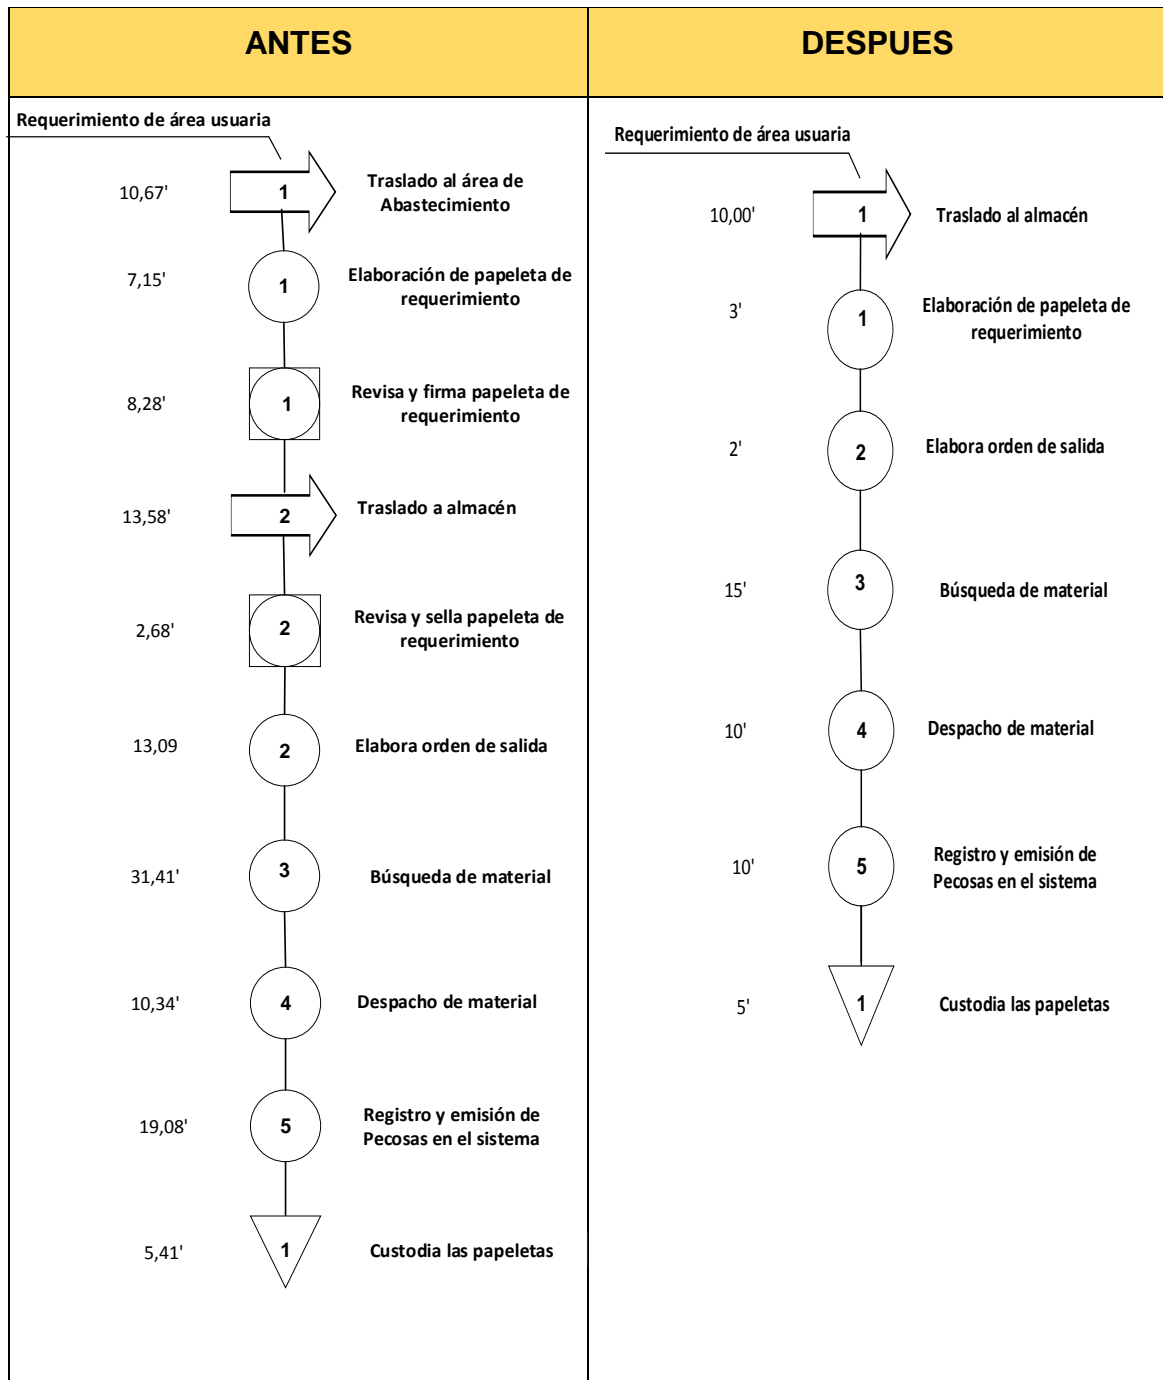 ANTES
Requerimiento de área usuaria
10,67'
1
Traslado al área de
Abastecimiento
7,15'
1
Elaboración de papeleta de
requerimiento
8,28'
1
Revisa y firma papeleta de
requerimiento
13,58'
2
Traslado a almacén
2,68'
2
Revisa y sella papeleta de
requerimiento
13,09
2
Elabora orden de salida
31,41'
3
Búsqueda de material
10,34'
4
Despacho de material
19,08'
5
Registro y emisión de
Pecosas en el sistema
5,41'
1
Custodia las papeletas
DESPUES
Requerimiento de área usuaria
10,00'
1
Traslado al almacén
3'
1
Elaboración de papeleta de
requerimiento
2'
2
Elabora orden de salida
15'
3
Búsqueda de material
10'
4
Despacho de material
10'
5
Registro y emisión de
Pecosas en el sistema
5'
1
Custodia las papeletas